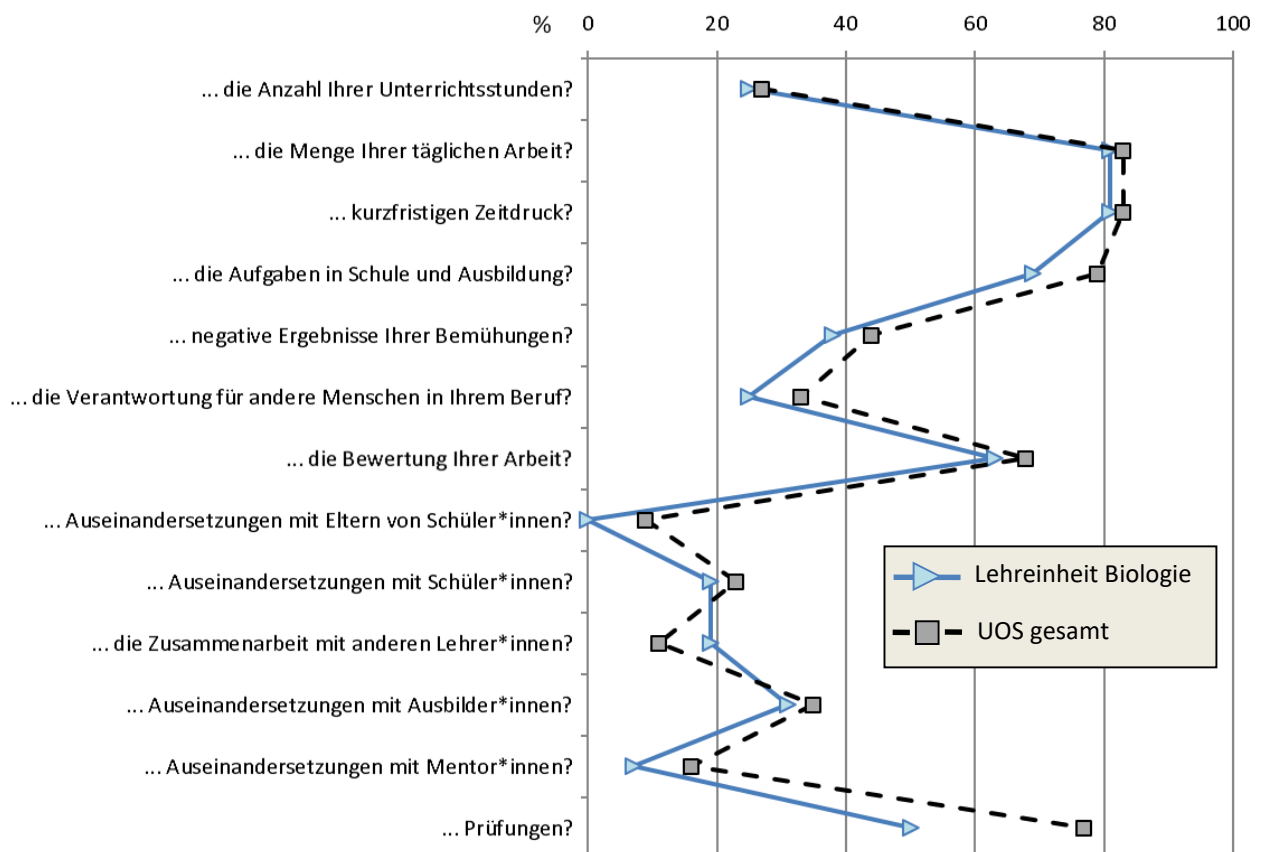 % 0 20 40 60 80 100
... die Anzahl Ihrer Unterrichtsstunden?
... die Menge Ihrer täglichen Arbeit?
... kurzfristigen Zeitdruck?
... die Aufgaben in Schule und Ausbildung?
... negative Ergebnisse Ihrer Bemühungen?
... die Verantwortung für andere Menschen in Ihrem Beruf?
... die Bewertung Ihrer Arbeit?
... Auseinandersetzungen mit Eltern von Schüler*innen?
... Auseinandersetzungen mit Schüler*innen?
... die Zusammenarbeit mit anderen Lehrer*innen?
... Auseinandersetzungen mit Ausbilder*innen?
... Auseinandersetzungen mit Mentor*innen?
... Prüfungen?
Lehreinheit Biologie
UOS gesamt